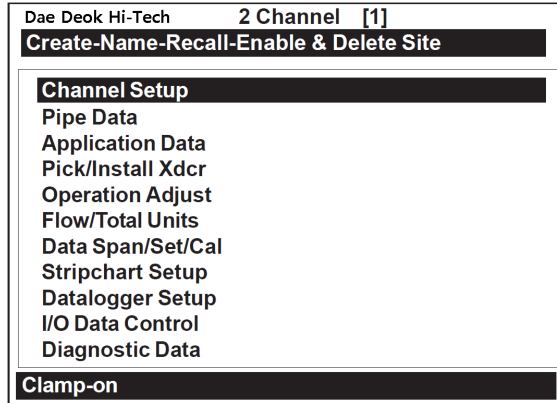 Dae Deok Hi-Tech 2 Channel [1]
Create-Name-Recall-Enable & Delete Site
Channel Setup
Pipe Data
Application Data
Pick/Install Xdcr
Operation Adjust
Flow/Total Units
Data Span/Set/Cal
Stripchart Setup
Datalogger Setup
I/O Data Control
Diagnostic Data
Clamp-on